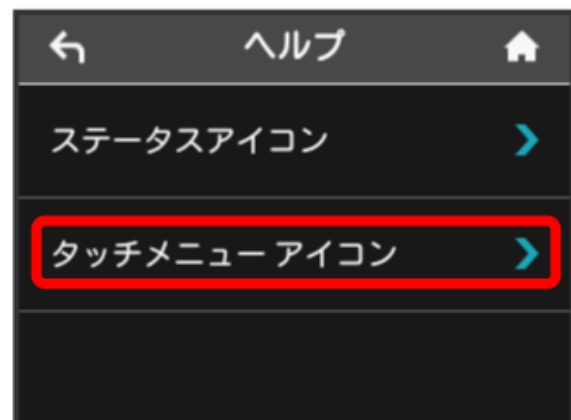 ヘルプ
ステータスアイコン
タッチメニュー アイコン